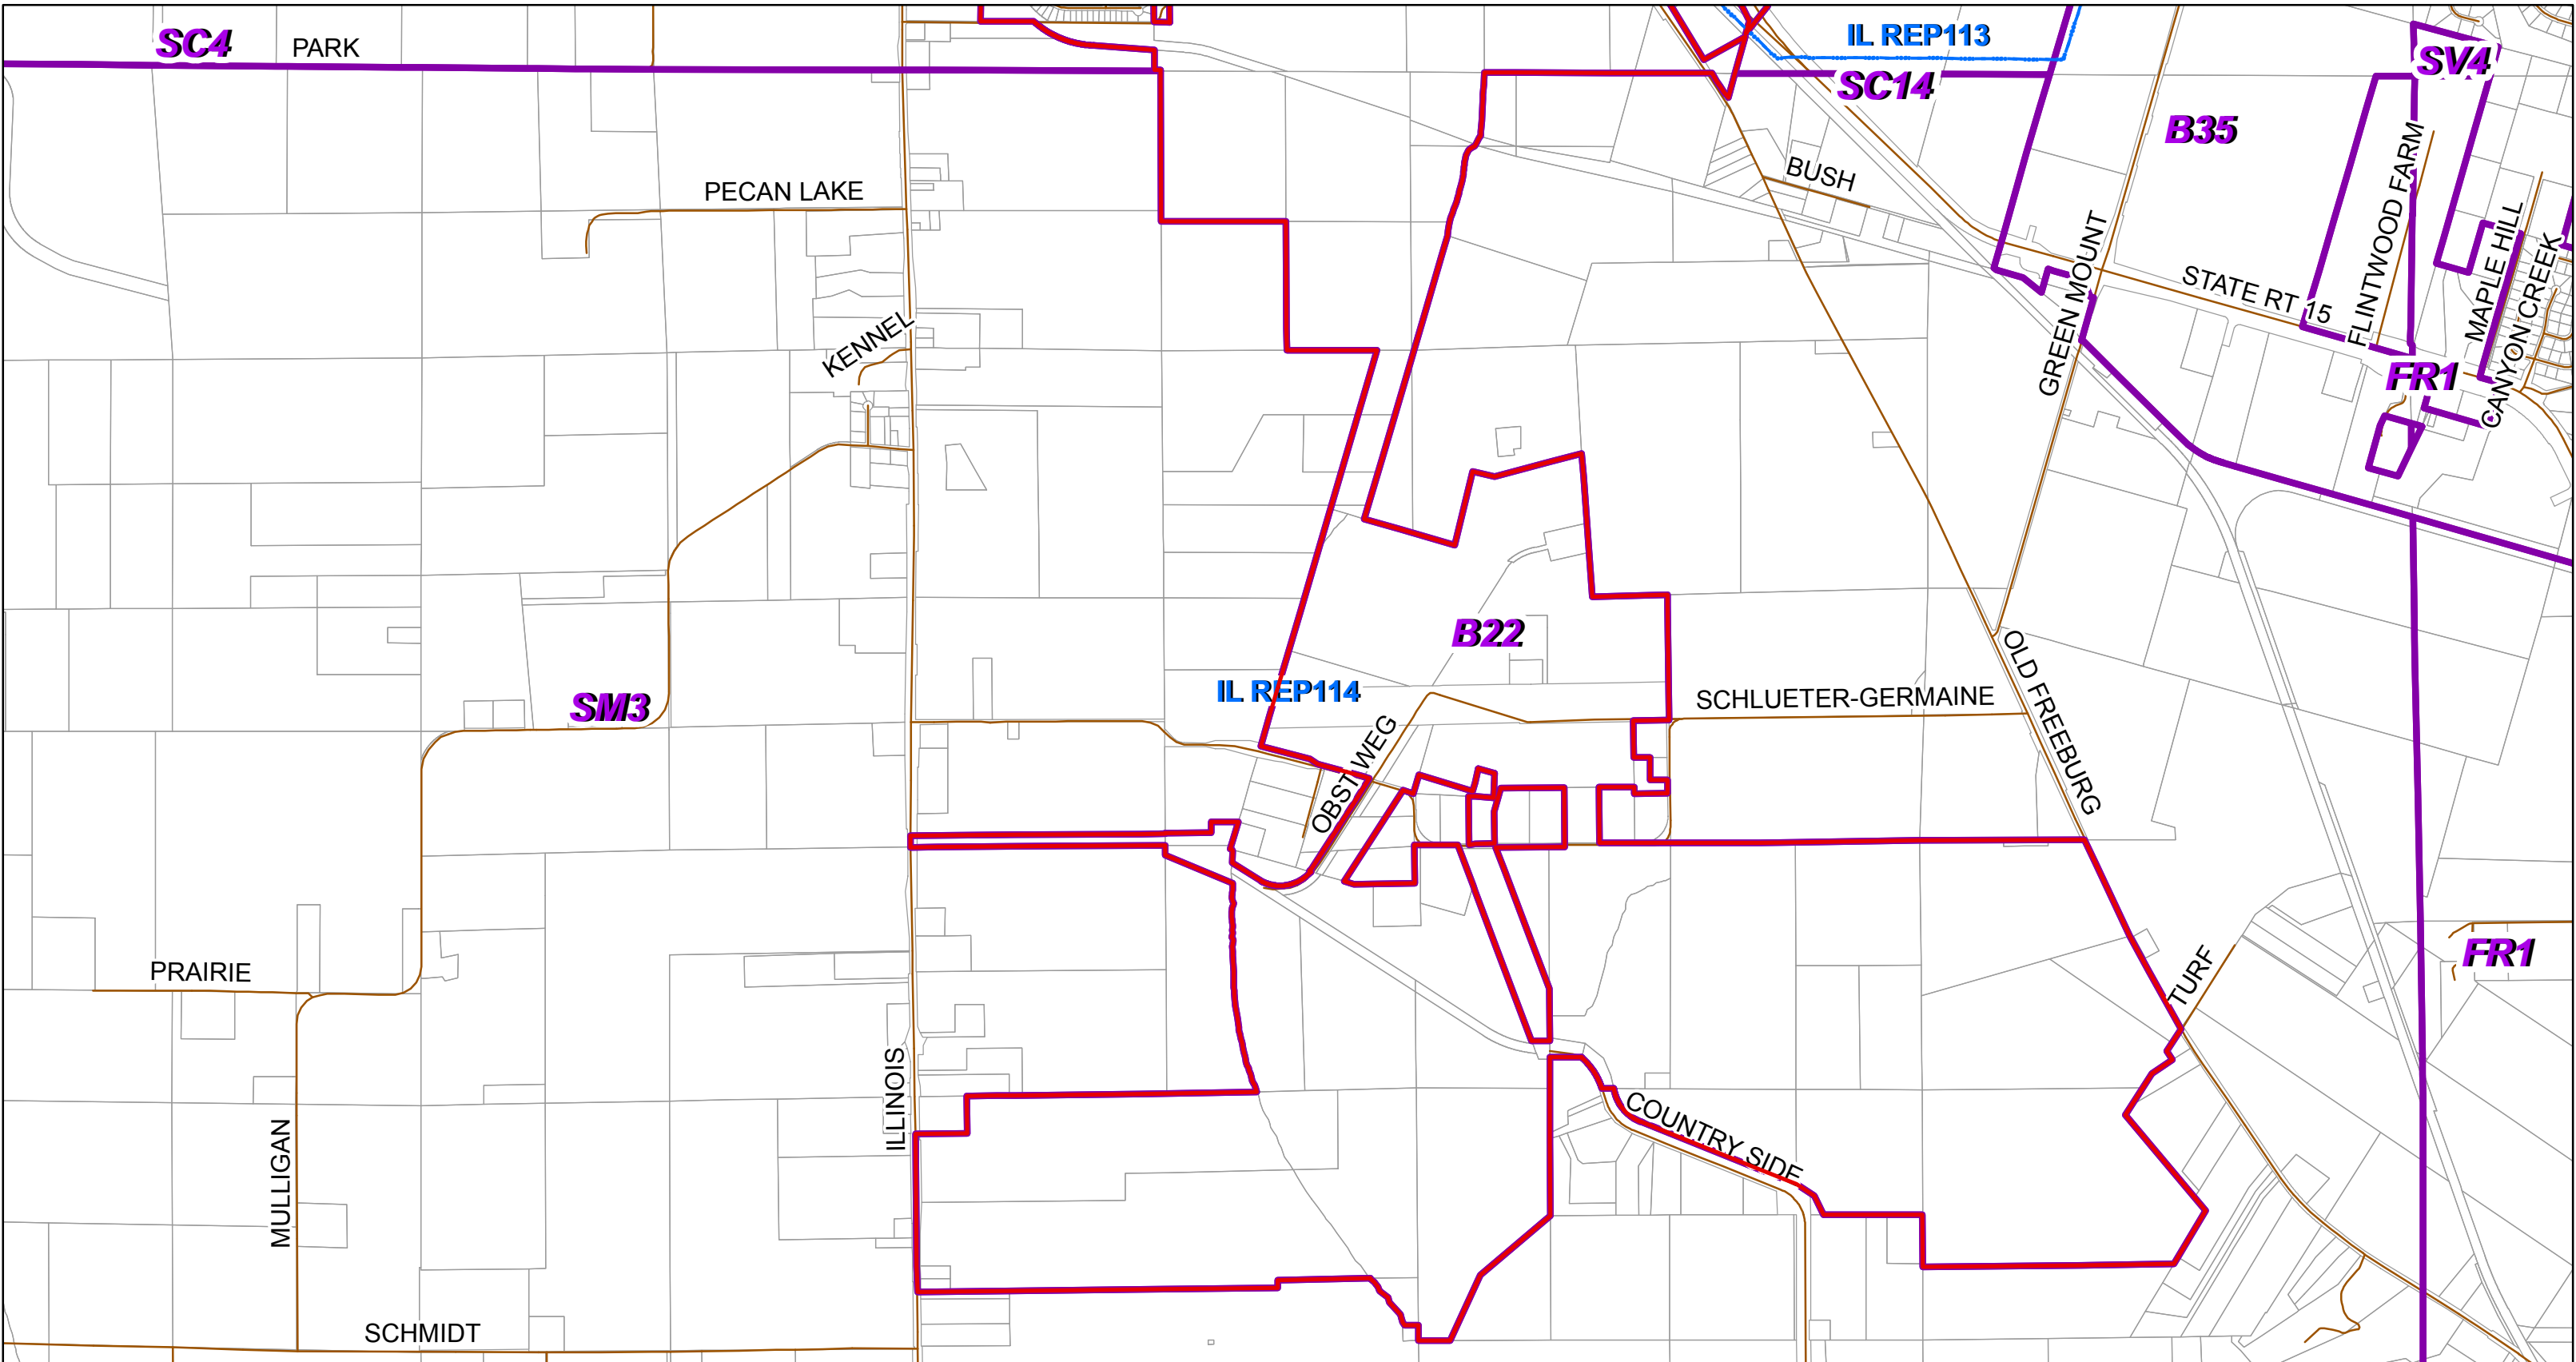 SC4
PARK
IL REP113
SC14
SV4
B35
PECAN LAKE
BUSH
FLINTWOOD FARM
MAPLE HILL
CANYON CREEK
GREEN MOUNT
STATE RT 15
KENNEL
FR1
B22
IL REP114
SM3
SCHLUETER-GERMAINE
OLD FREEBURG
OBST WEG
PRAIRIE
TURF
FR1
ILLINOIS
MULLIGAN
COUNTRY SIDE
SCHMIDT